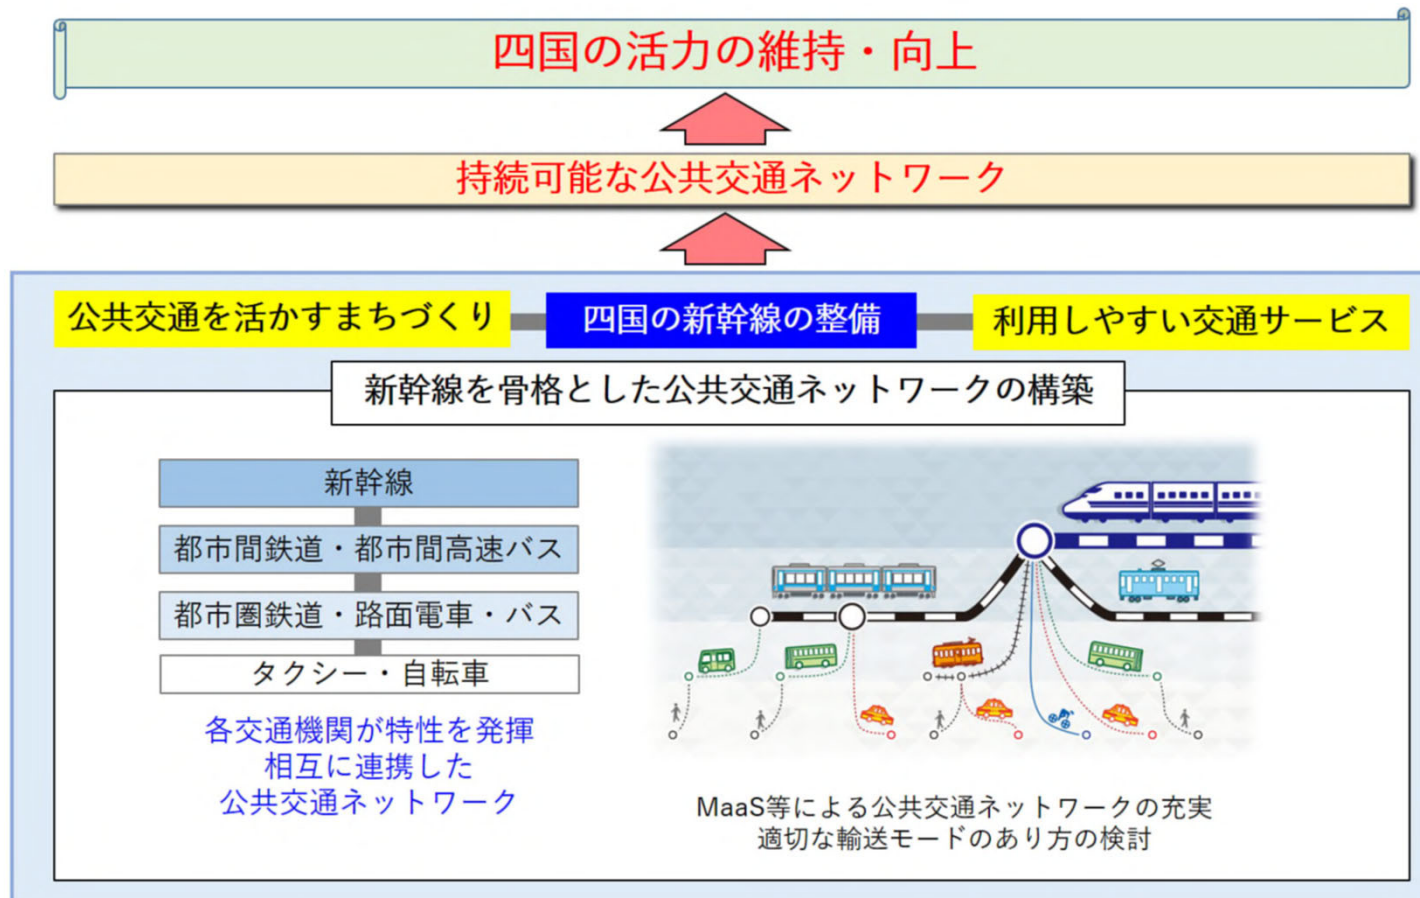 四国の活力の維持・向上
持続可能な公共交通ネットワーク
公共交通を活かすまちづくり
四国の新幹線の整備
利用しやすい交通サービス
新幹線を骨格とした公共交通ネットワークの構築
新幹線
都市間鉄道・都市間高速バス
都市圏鉄道・路面電車・バス
タクシー・自転車
各交通機関が特性を発揮
相互に連携した
公共交通ネットワーク
MaaS等による公共交通ネットワークの充実
適切な輸送モードのあり方の検討